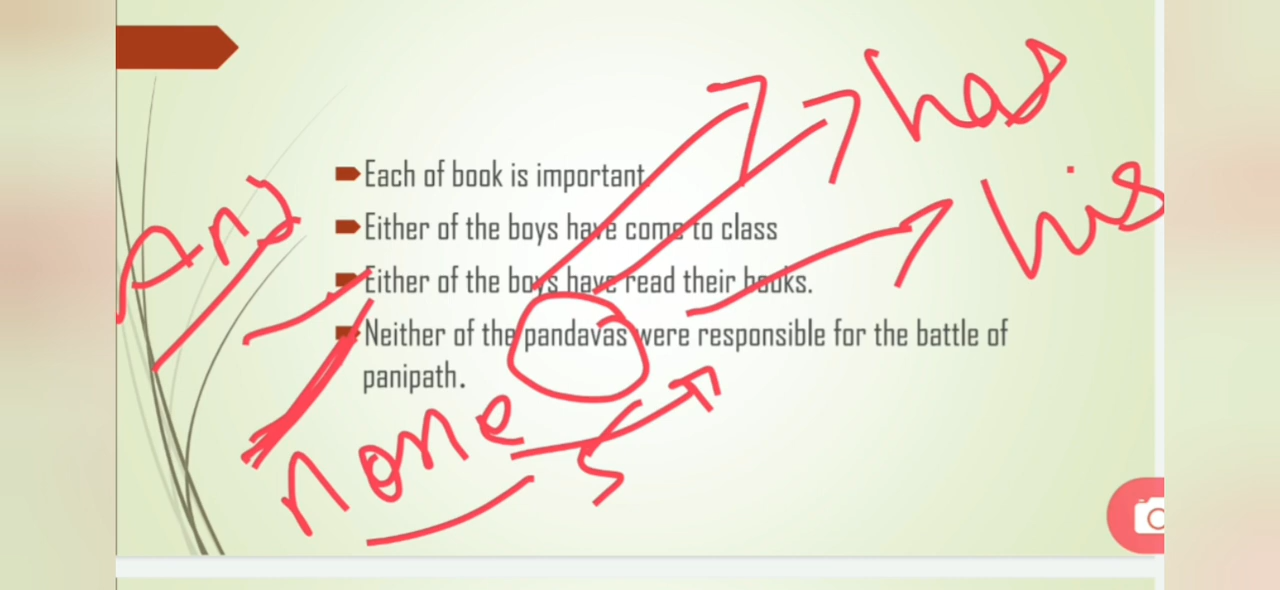 Each of book is important.
Either of the boys have come to class
Either of the boys have read their books.
Neither of the pandavas were responsible for the battle of
panipath.
has
his
Any
none
5